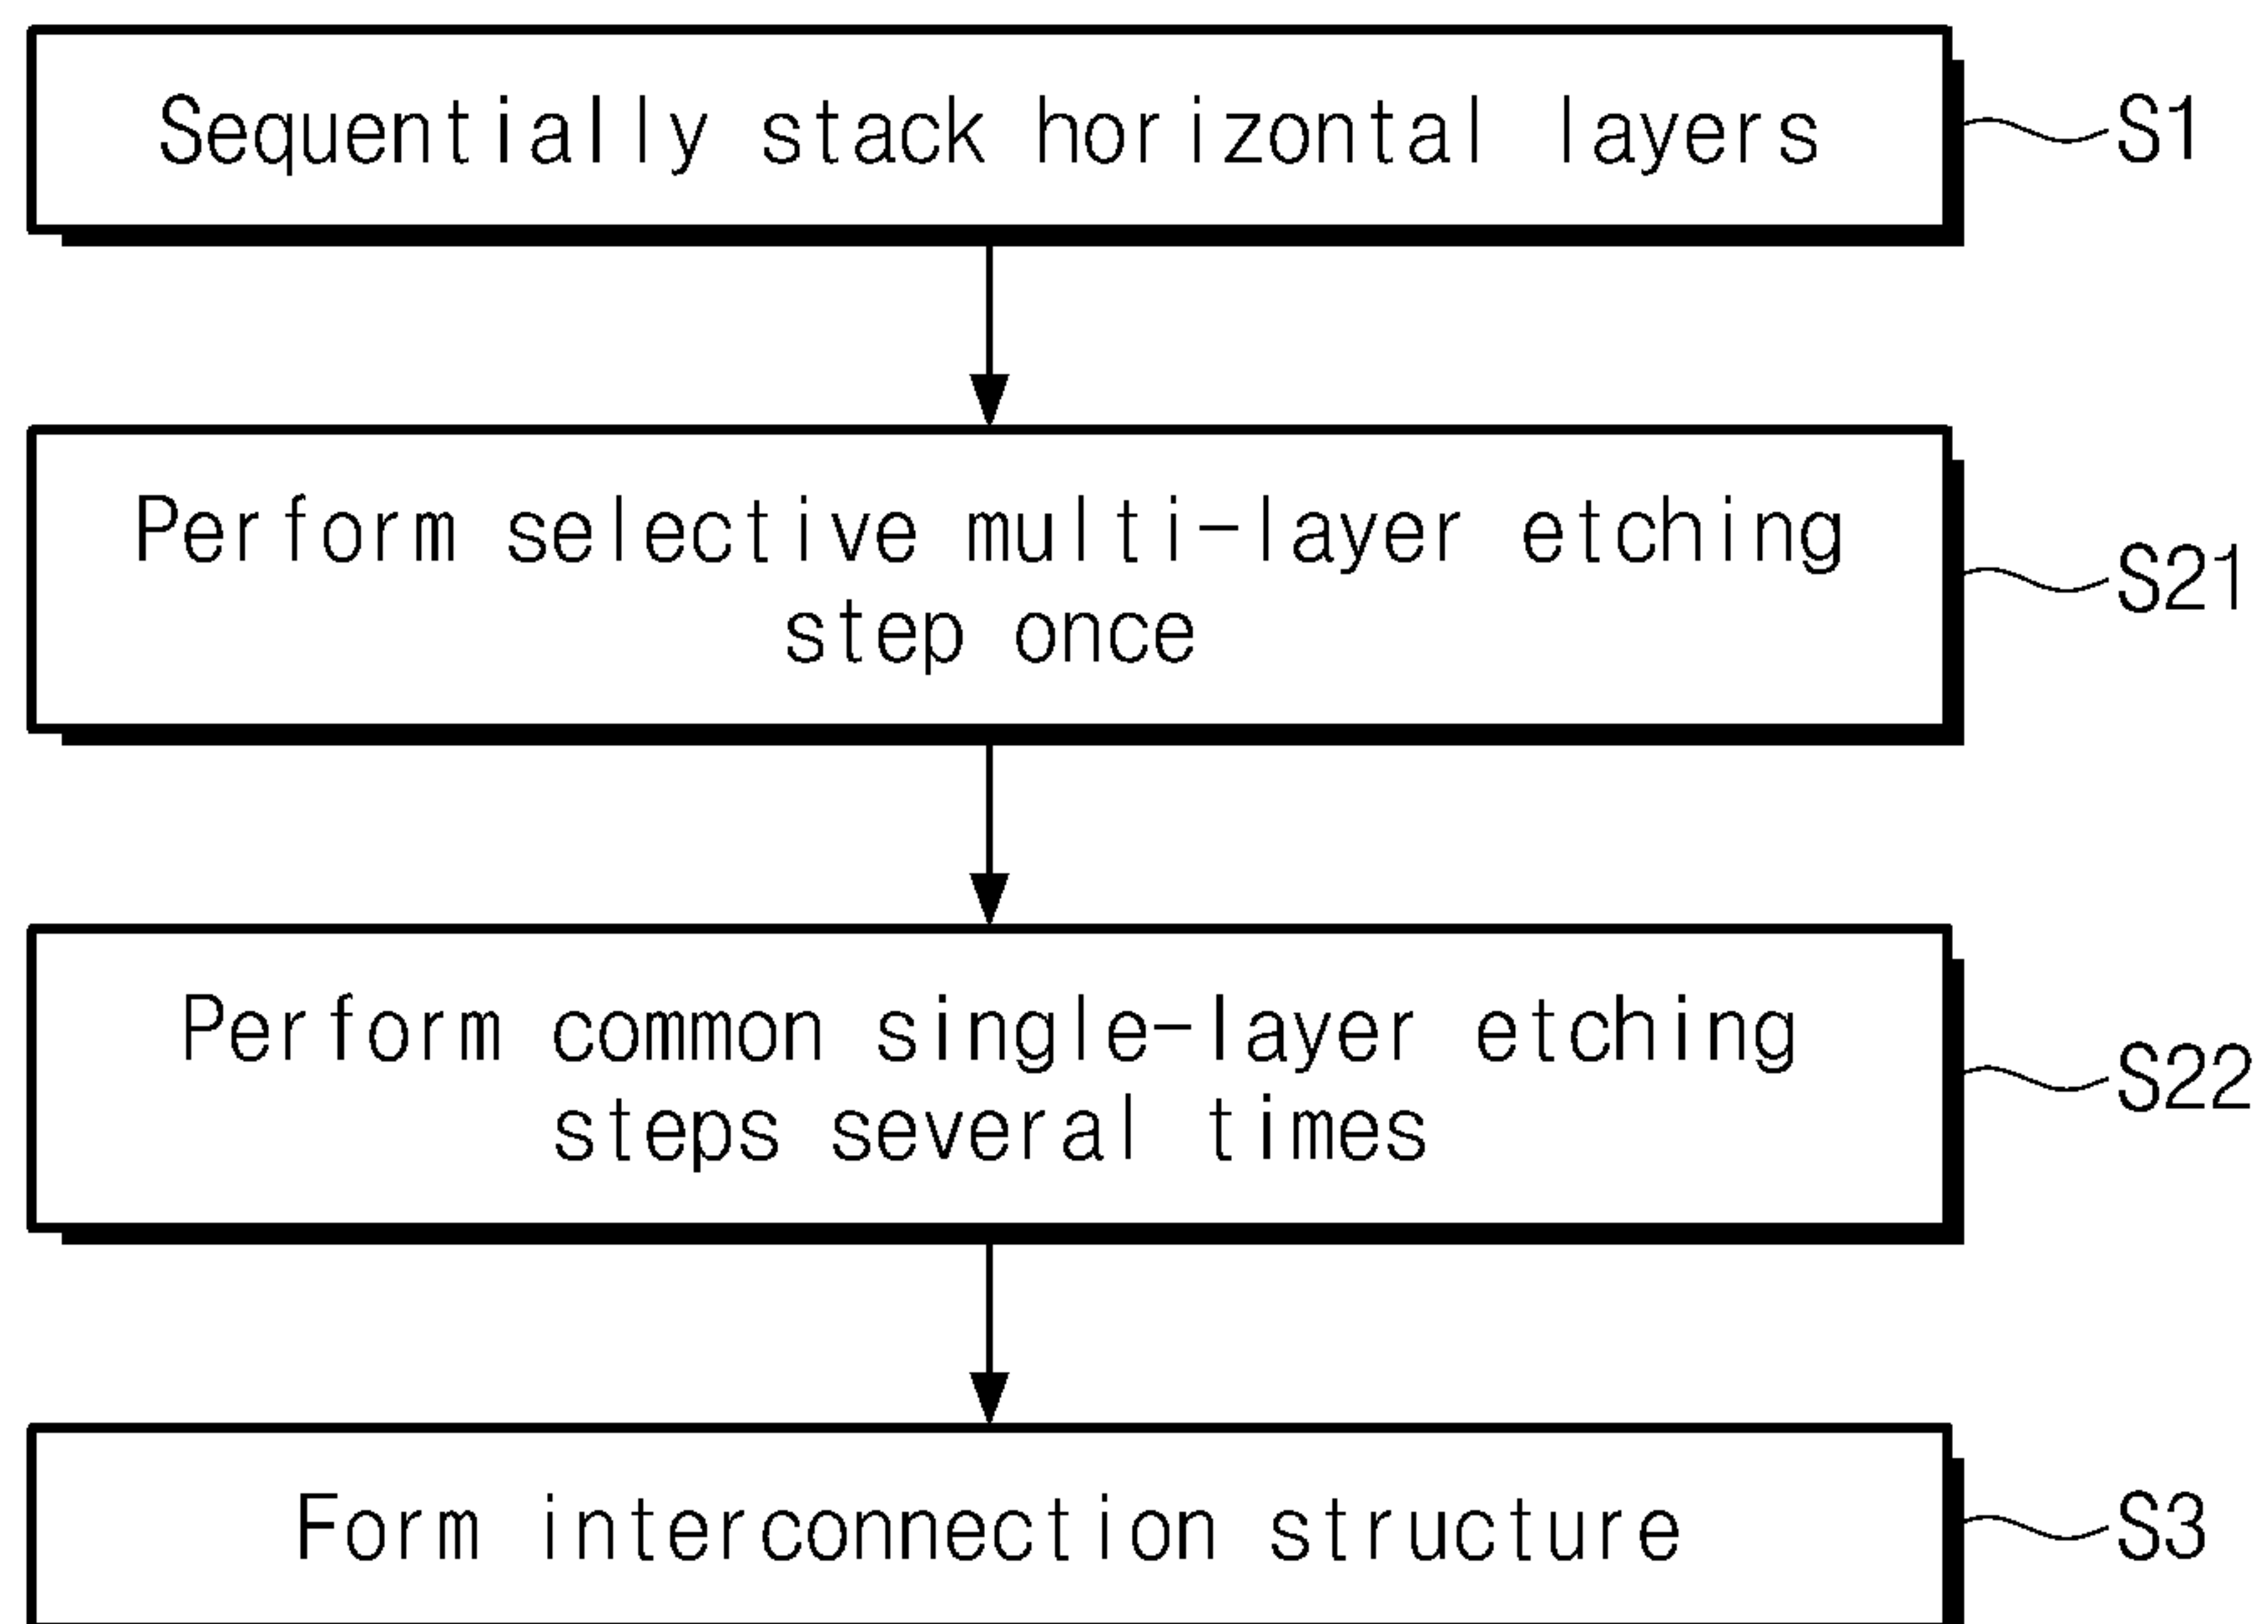 Sequentially stack horizontal layers
S1
Perform selective multi-layer etching
step once
S21
Perform common single-layer etching
steps several times
S22
Form interconnection structure
S3